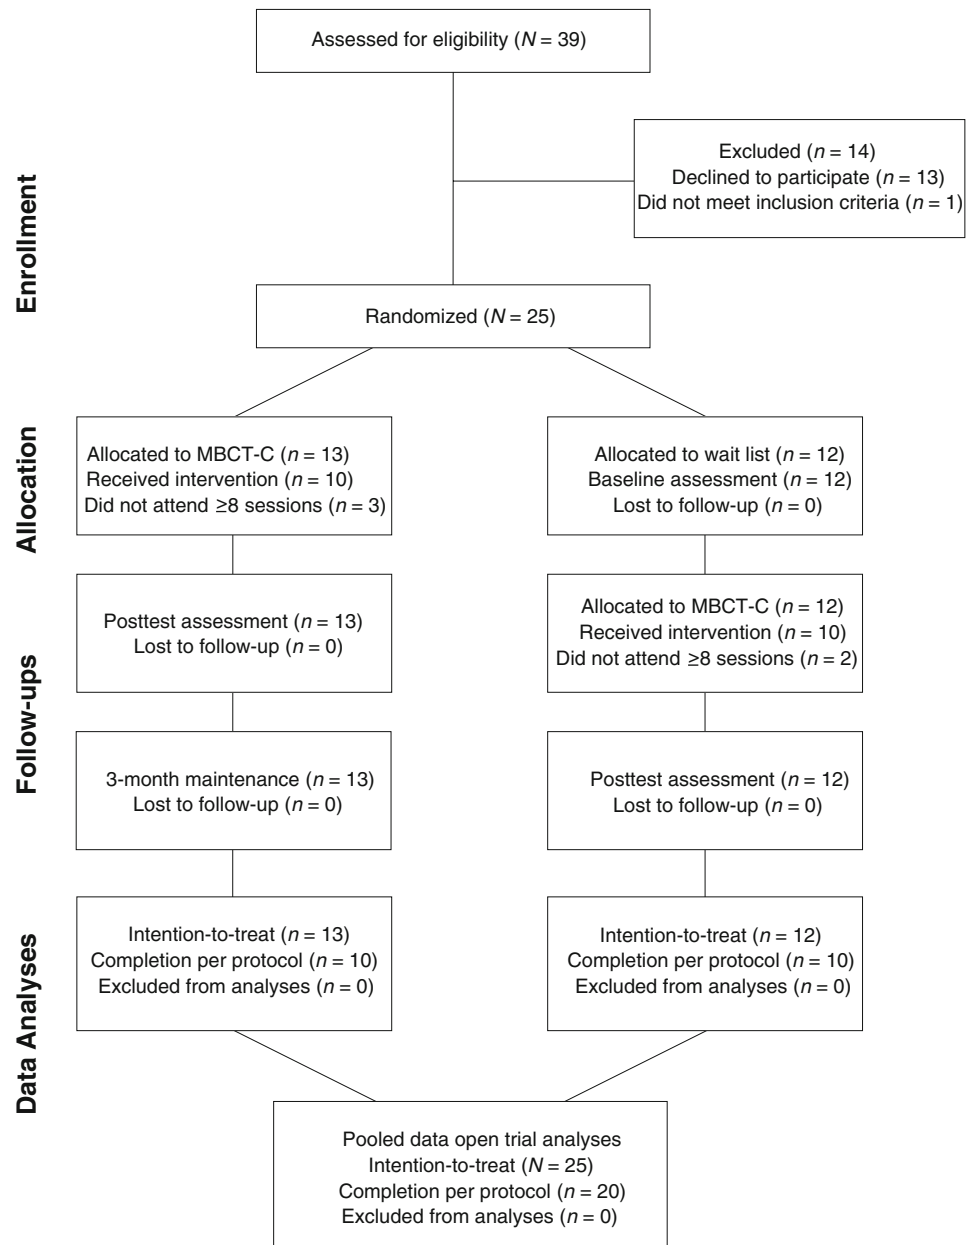 Assessed for eligibility (N = 39)
Excluded (n = 14)
Declined to participate (n = 13)
Did not meet inclusion criteria (n = 1)
Enrollment
Randomized (N = 25)
Allocation
Allocated to MBCT-C (n = 13)
Received intervention (n = 10)
Did not attend ≥8 sessions (n = 3)
Allocated to wait list (n = 12)
Baseline assessment (n = 12)
Lost to follow-up (n = 0)
Follow-ups
Posttest assessment (n = 13)
Lost to follow-up (n = 0)
Allocated to MBCT-C (n = 12)
Received intervention (n = 10)
Did not attend ≥8 sessions (n = 2)
3-month maintenance (n = 13)
Lost to follow-up (n = 0)
Posttest assessment (n = 12)
Lost to follow-up (n = 0)
Data Analyses
Intention-to-treat (n = 13)
Completion per protocol (n = 10)
Excluded from analyses (n = 0)
Intention-to-treat (n = 12)
Completion per protocol (n = 10)
Excluded from analyses (n = 0)
Pooled data open trial analyses
Intention-to-treat (N = 25)
Completion per protocol (n = 20)
Excluded from analyses (n = 0)